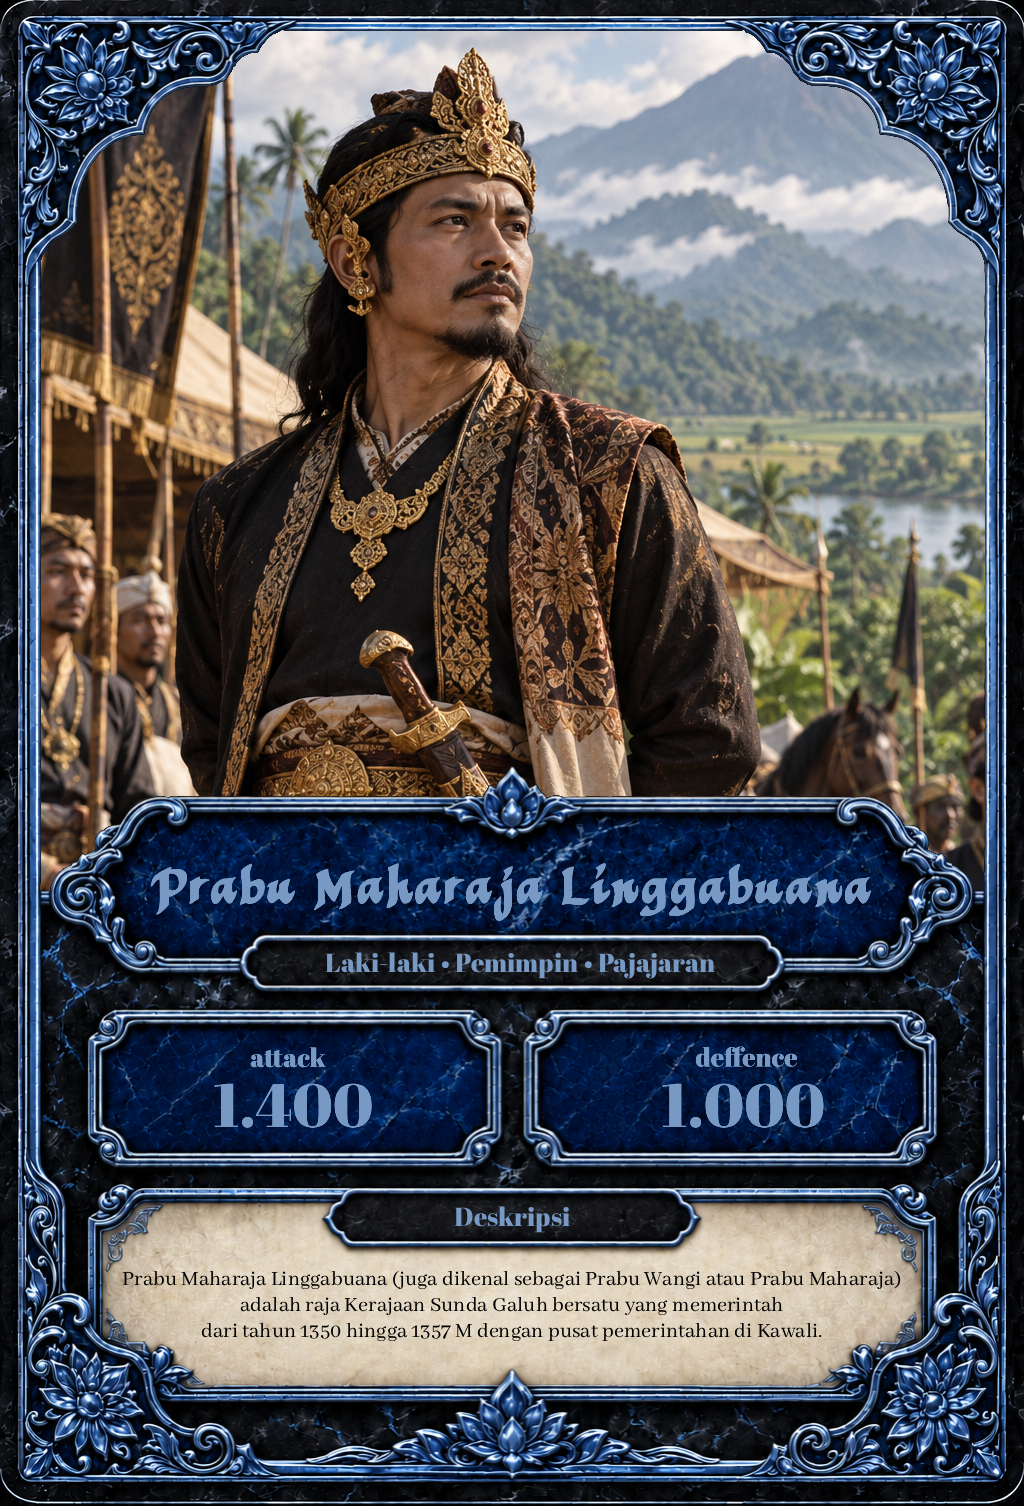 Prabu Maharaja Linggabuana
Laki-laki • Pemimpin • Pajajaran
attack
1.400
deffence
1.000
Deskripsi
Prabu Maharaja Linggabuana (juga dikenal sebagai Prabu Wangi atau Prabu Maharaja)
adalah raja Kerajaan Sunda Galuh bersatu yang memerintah
dari tahun 1350 hingga 1357 M dengan pusat pemerintahan di Kawali.